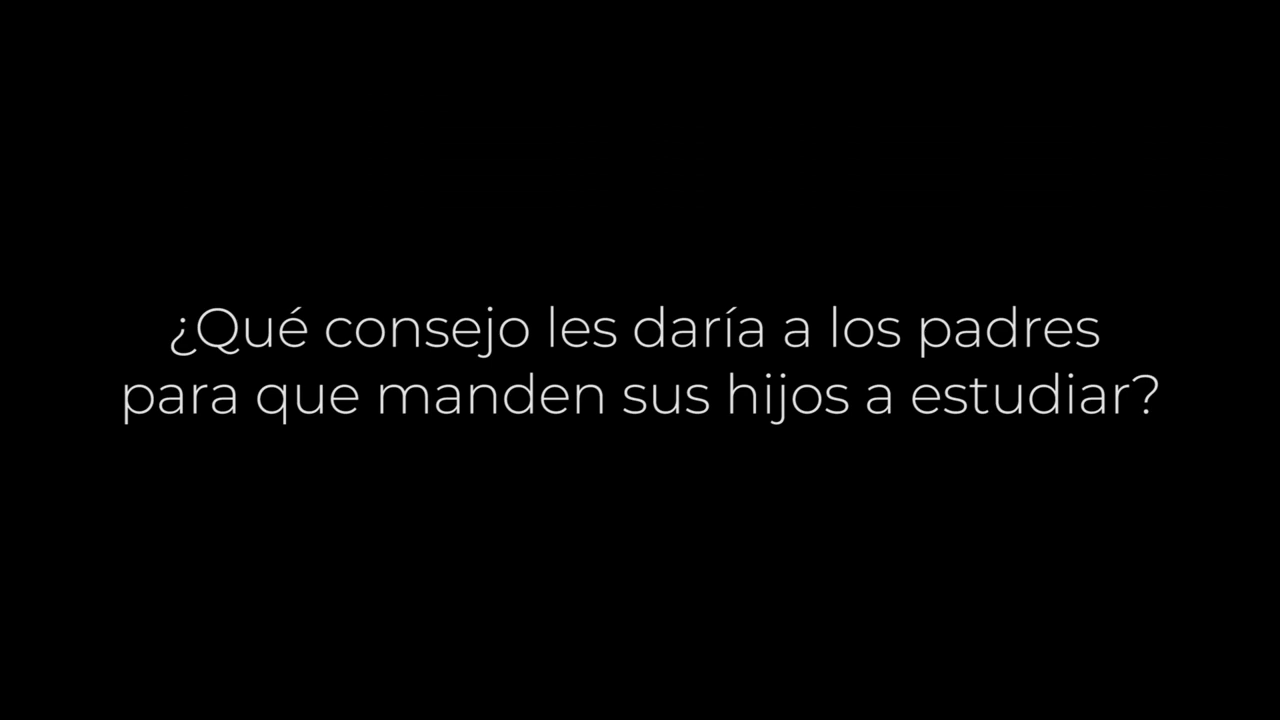 ¿Qué consejo les daría a los padres
para que manden sus hijos a estudiar?